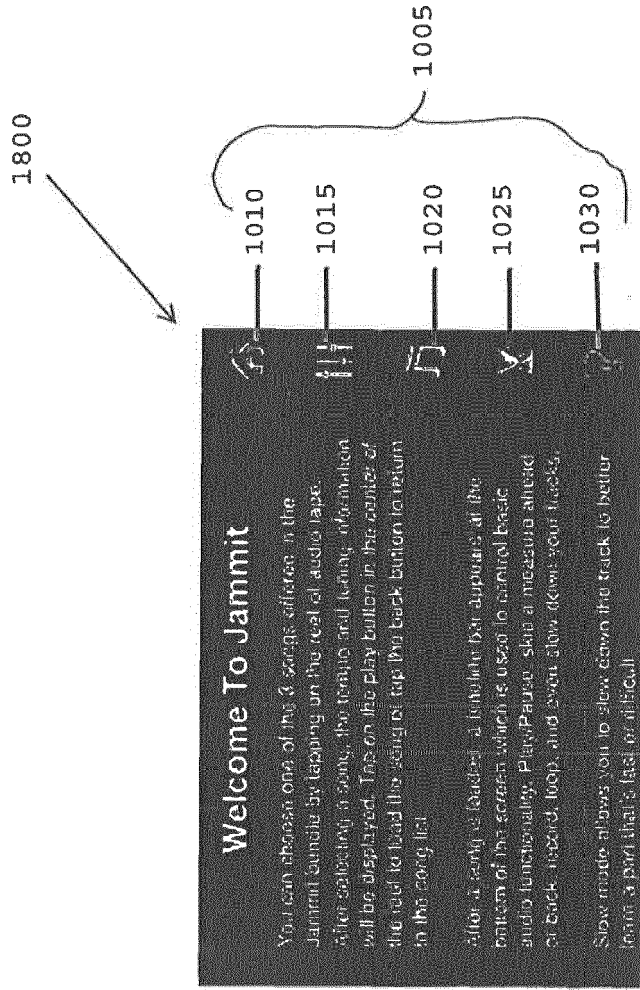 1800
Welcome To Jammit
You can choose one of the 3 songs offered in the
Jammit bundle by tapping on the reel of audio tape.
After selecting a song, the tempo and tuning information
will be displayed. Tap on the play button in the center of
the reel to load the song or tap the back button to return
to the song list
After a song is loaded, a transport bar appears at the
bottom of the screen which is used to control basic
audio functionality. Play/Pause, skip a measure ahead
or back, record, loop, and even slow down your tracks.
Slow mode allows you to slow down the track to better
learn a part that's fast or difficult
1010
1015
1020
1025
1030
1005